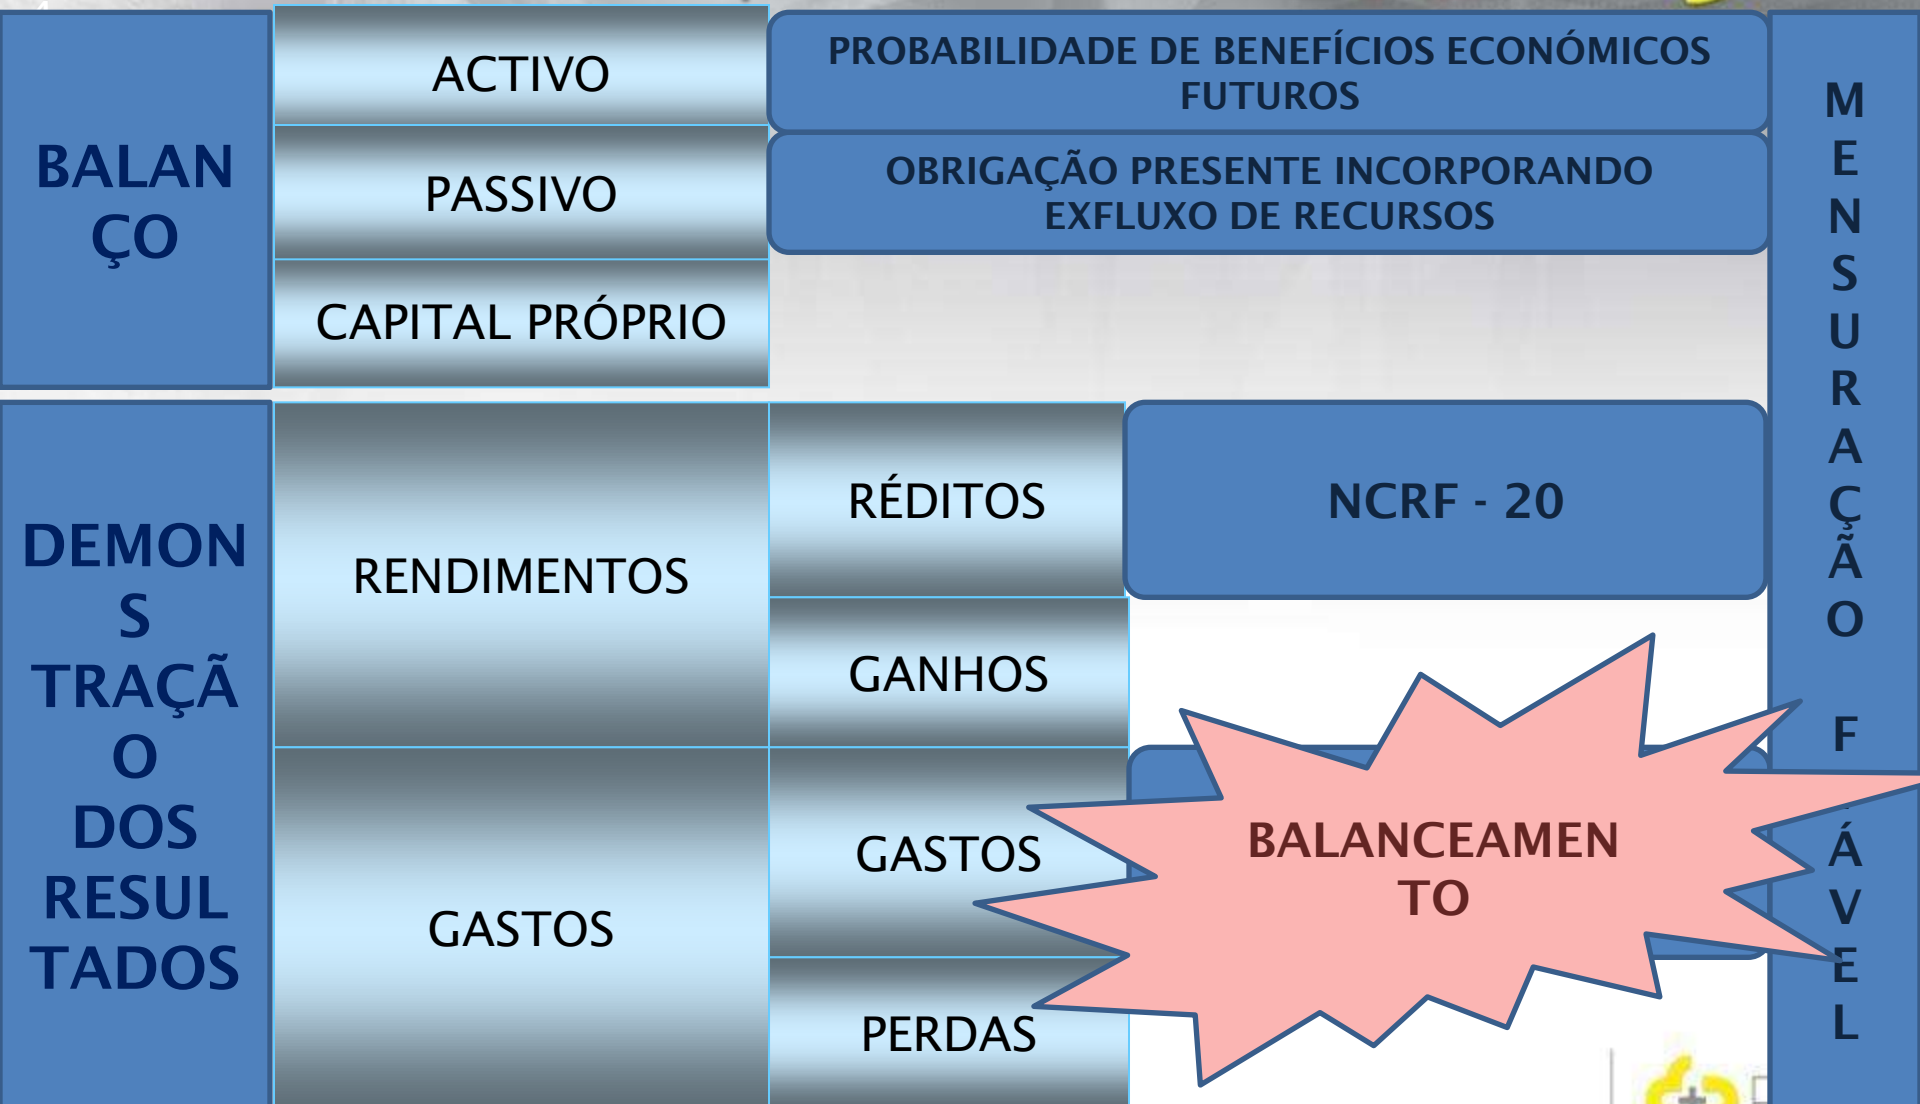 BALAN
ÇO
ACTIVO
PROBABILIDADE DE BENEFÍCIOS ECONÓMICOS
FUTUROS
PASSIVO
OBRIGAÇÃO PRESENTE INCORPORANDO
EXFLUXO DE RECURSOS
CAPITAL PRÓPRIO
DEMON
S
TRAÇÃ
O
DOS
RESUL
TADOS
RENDIMENTOS
RÉDITOS
NCRF - 20
GANHOS
GASTOS
GASTOS
BALANCEAMEN
TO
PERDAS
M
E
N
S
U
R
A
Ç
Ã
O
F
Á
V
E
L